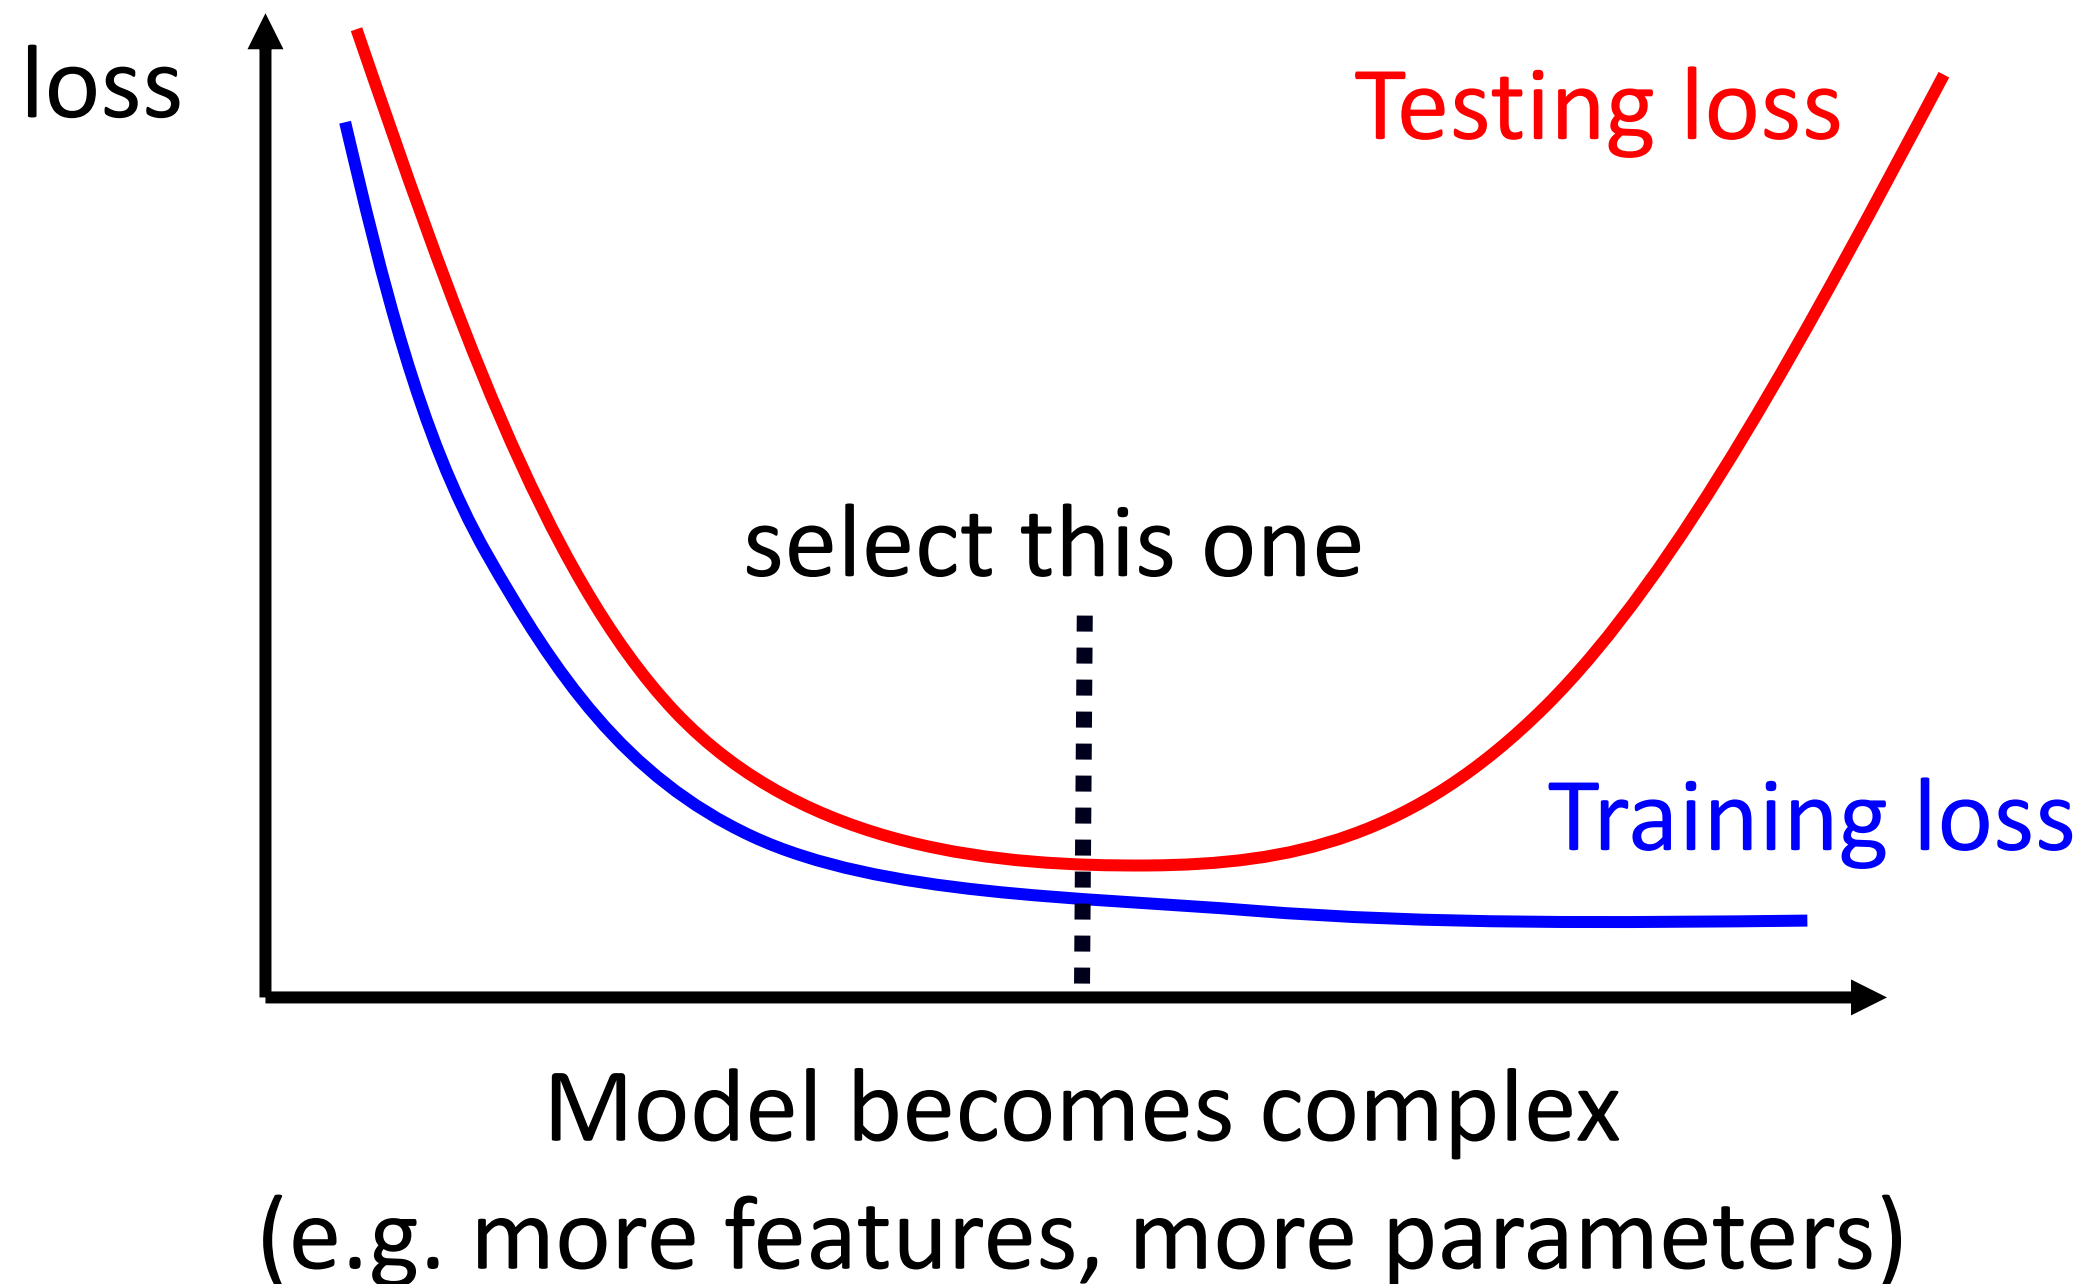 loss
Testing loss
select this one
Training loss
Model becomes complex
(e.g. more features, more parameters)